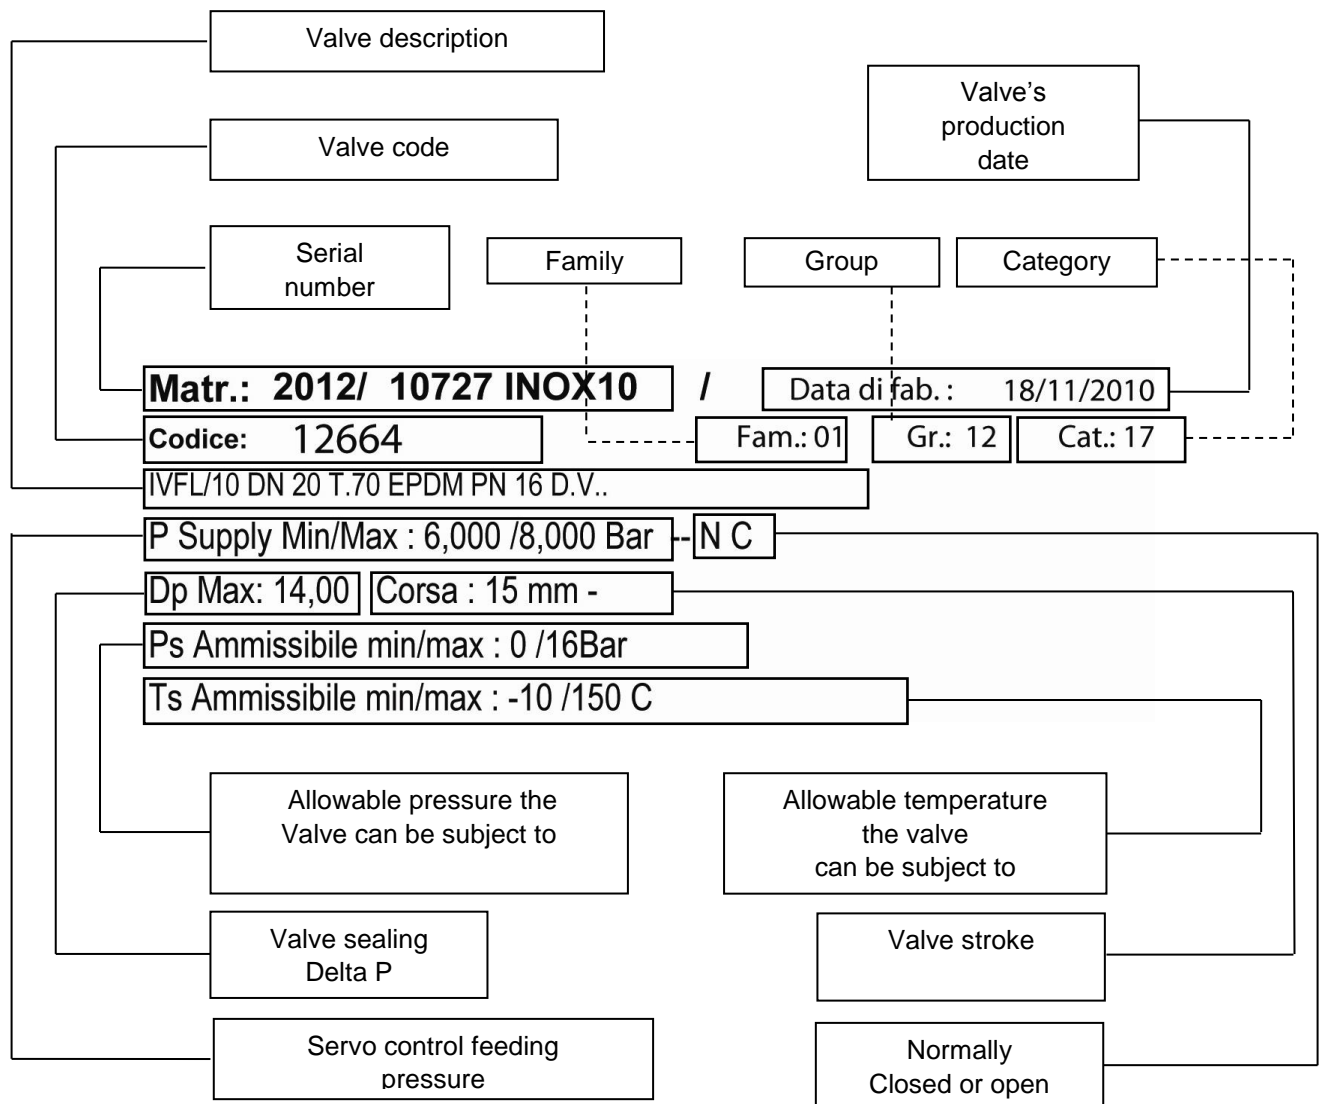 Valve description
Valve's
production
date
Valve code
Serial
number
Family
Group
Category
Matr.: 2012/ 10727 INOX10 / Data di fab. : 18/11/2010
Codice: 12664 Fam.: 01 Gr.: 12 Cat.: 17
IVFL/10 DN 20 T.70 EPDM PN 16 D.V..
P Supply Min/Max : 6,000 /8,000 Bar --N C
Dp Max: 14,00 Corsa : 15 mm -
Ps Ammissibile min/max : 0 /16Bar
Ts Ammissibile min/max : -10 /150 C
Allowable pressure the
Valve can be subject to
Allowable temperature
the valve
can be subject to
Valve sealing
Delta P
Valve stroke
Servo control feeding
pressure
Normally
Closed or open